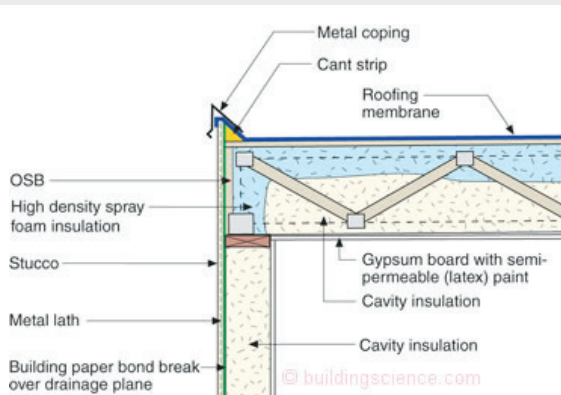 Metal coping
Cant strip
Roofing
membrane
OSB
High density spray
foam insulation
Stucco
Gypsum board with semi-
permeable (latex) paint
Cavity insulation
Metal lath
Cavity insulation
Building paper bond break
over drainage plane
© buildingscience.com